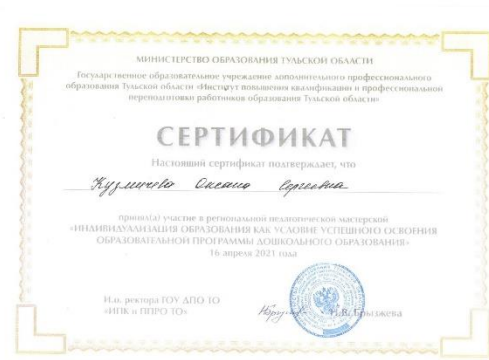 МИНИСТЕРСТВО ОБРАЗОВАНИЯ ТУЛЬСКОЙ ОБЛАСТИ
Государственное образовательное учреждение дополнительного профессионального
образования Тульской области «Институт повышения квалификации и профессиональной
переподготовки работников образования Тульской области»
СЕРТИФИКАТ
Настоящий сертификат подтверждает, что
Кузмичева Оксана Сергеевна
принял(а) участие в региональной педагогической мастерской
«ИНДИВИДУАЛИЗАЦИЯ ОБРАЗОВАНИЯ КАК УСЛОВИЕ УСПЕШНОГО ОСВОЕНИЯ
ОБРАЗОВАТЕЛЬНОЙ ПРОГРАММЫ ДОШКОЛЬНОГО ОБРАЗОВАНИЯ»
16 апреля 2021 года
И.о. ректора ГОУ ДПО ТО
«ИПК и ППРО ТО»
Н.В. Брызжева